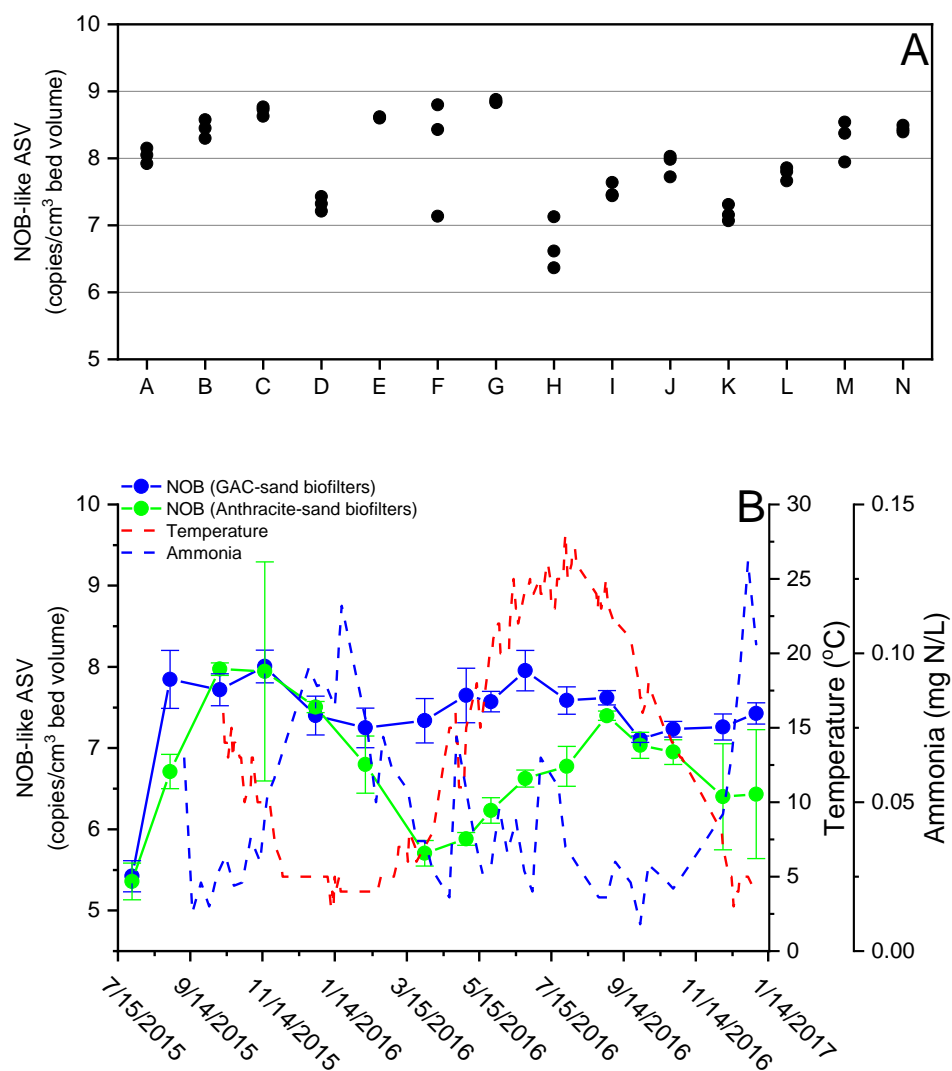 A
NOB-like ASV
(copies/cm³ bed volume)
10
9
8
7
6
5
A B C D E F G H I J K L M N
B
NOB (GAC-sand biofilters)
NOB (Anthracite-sand biofilters)
Temperature
Ammonia
NOB-like ASV
(copies/cm³ bed volume)
10
9
8
7
6
5
30
25
20
15
10
5
0
Temperature (°C)
0.15
0.10
0.05
0.00
Ammonia (mg N/L)
7/15/2015
9/14/2015
11/14/2015
1/14/2016
3/15/2016
5/15/2016
7/15/2016
9/14/2016
11/14/2016
1/14/2017